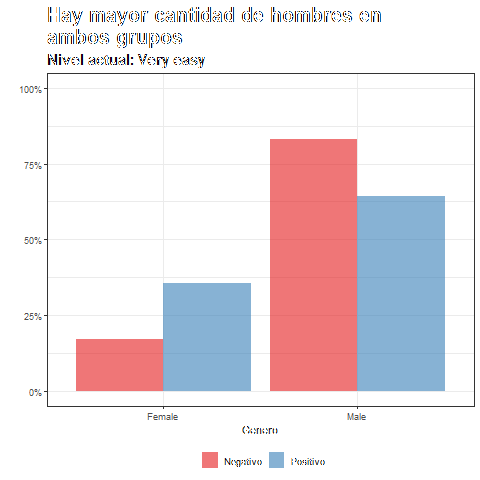 Hay mayor cantidad de hombres en
ambos grupos
Nivel actual: Very easy
100%
75%
50%
25%
0%
Female Male
Genero
Negativo Positivo